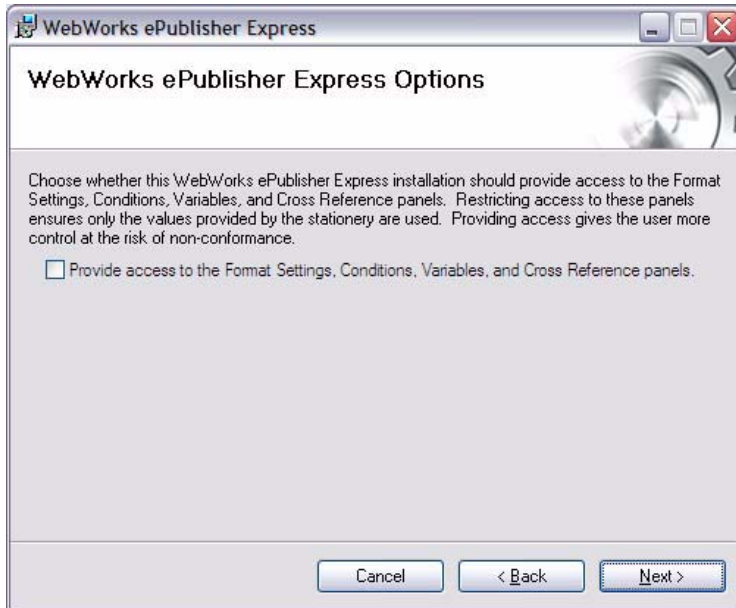 WebWorks ePublisher Express
WebWorks ePublisher Express Options
Choose whether this WebWorks ePublisher Express installation should provide access to the Format
Settings, Conditions, Variables, and Cross Reference panels.  Restricting access to these panels
ensures only the values provided by the stationery are used.  Providing access gives the user more
control at the risk of non-conformance.
Provide access to the Format Settings, Conditions, Variables, and Cross Reference panels.
Cancel
< Back
Next >